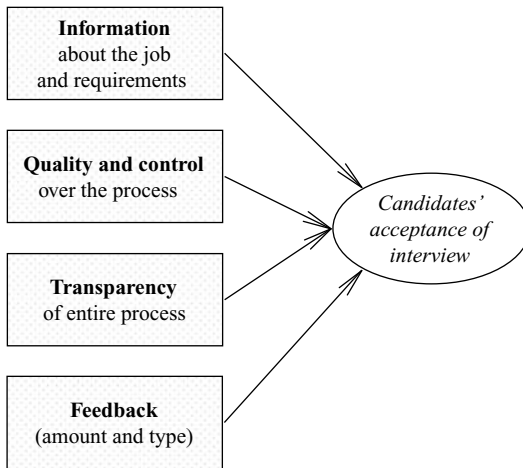 Information
about the job
and requirements
Quality and control
over the process
Transparency
of entire process
Feedback
(amount and type)
Candidates’
acceptance of
interview